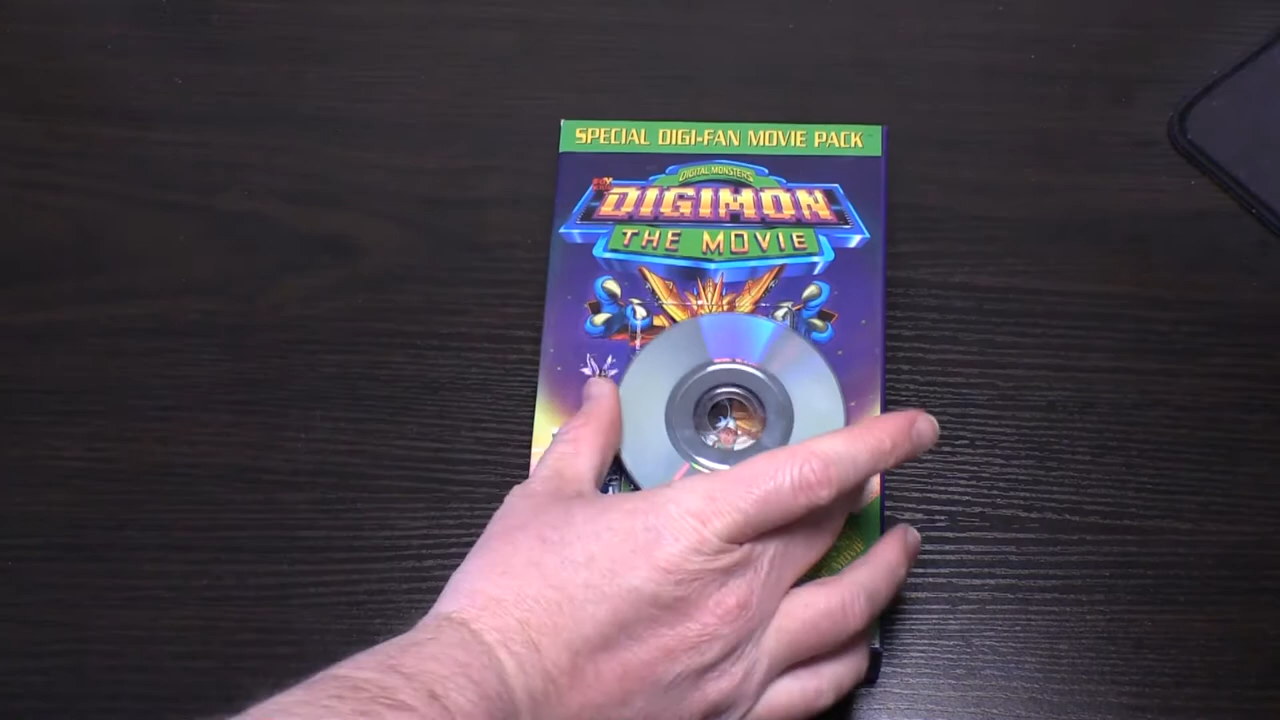 SPECIAL DIGI-FAN MOVIE PACK
DIGITAL MONSTERS
DIGIMON
THE MOVIE